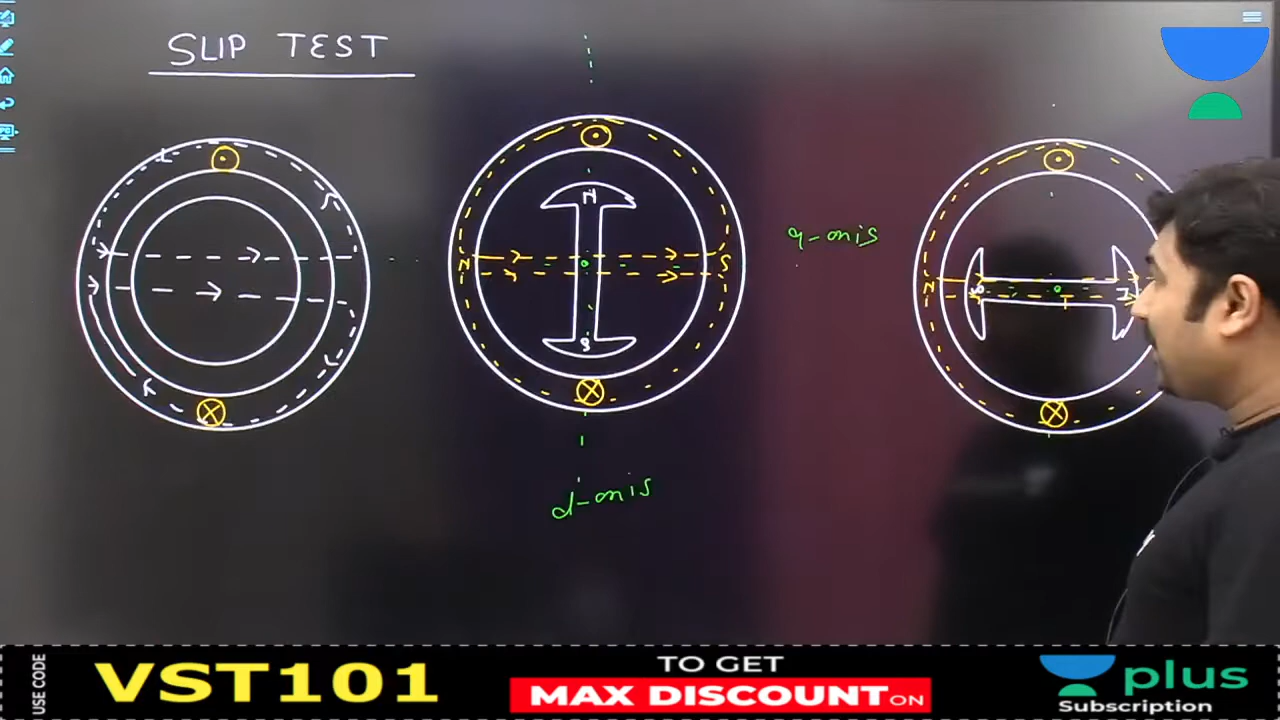 SLIP TEST
N
S
N
S
q-axis
N
d-axis
USE CODE
VST101
TO GET
MAX DISCOUNT ON
plus
Subscription